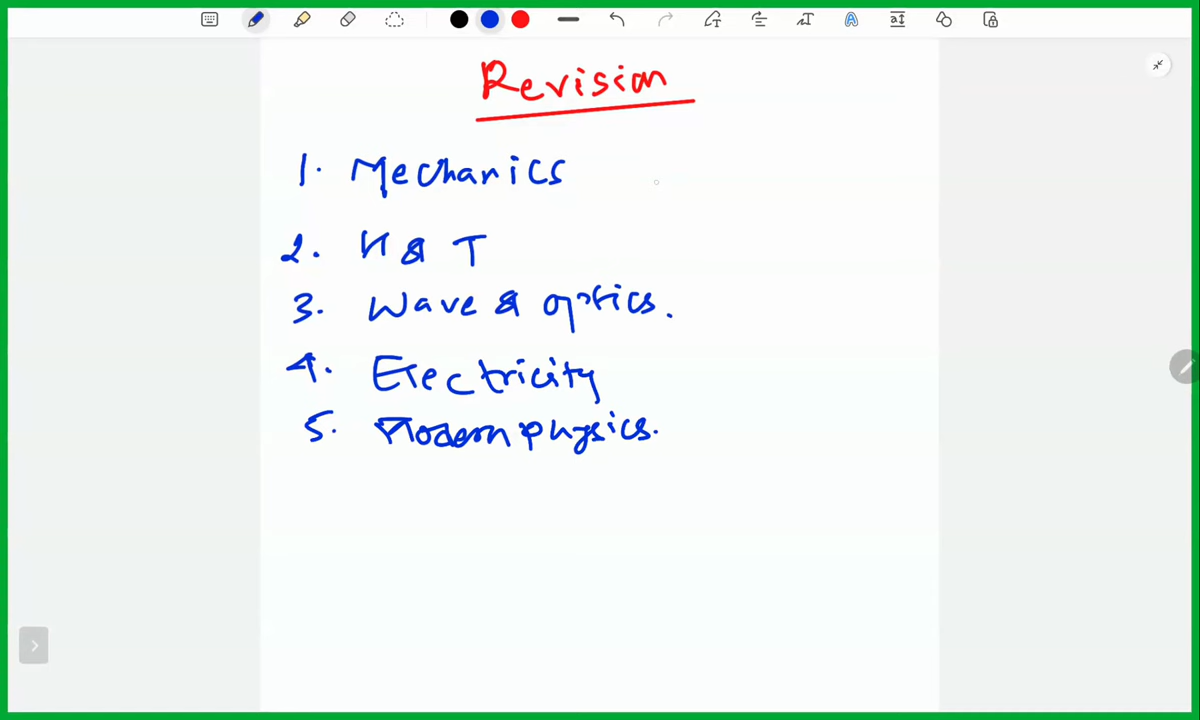 Revision
1. Mechanics
2. H & T
3. Wave & optics.
4. Electricity
5. Modern physics.